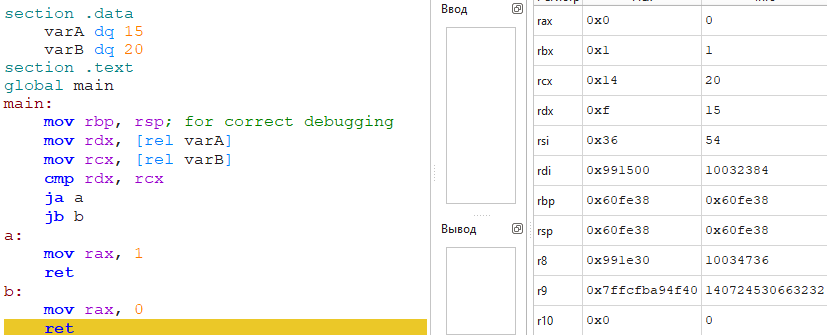 section .data
    varA dq 15
    varB dq 20
section .text
global main
main:
    mov rbp, rsp; for correct debugging
    mov rdx, [rel varA]
    mov rcx, [rel varB]
    cmp rdx, rcx
    ja a
    jb b
a:
    mov rax, 1
    ret
b:
    mov rax, 0
    ret
Ввод
Вывод
rax 0x0 0
rbx 0x1 1
rcx 0x14 20
rdx 0xf 15
rsi 0x36 54
rdi 0x991500 10032384
rbp 0x60fe38 0x60fe38
rsp 0x60fe38 0x60fe38
r8 0x991e30 10034736
r9 0x7ffcfba94f40 140724530663232
r10 0x0 0